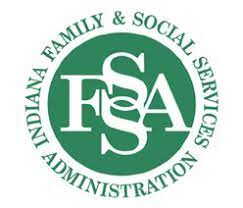 INDIANA FAMILY & SOCIAL SERVICES ADMINISTRATION
FSSA